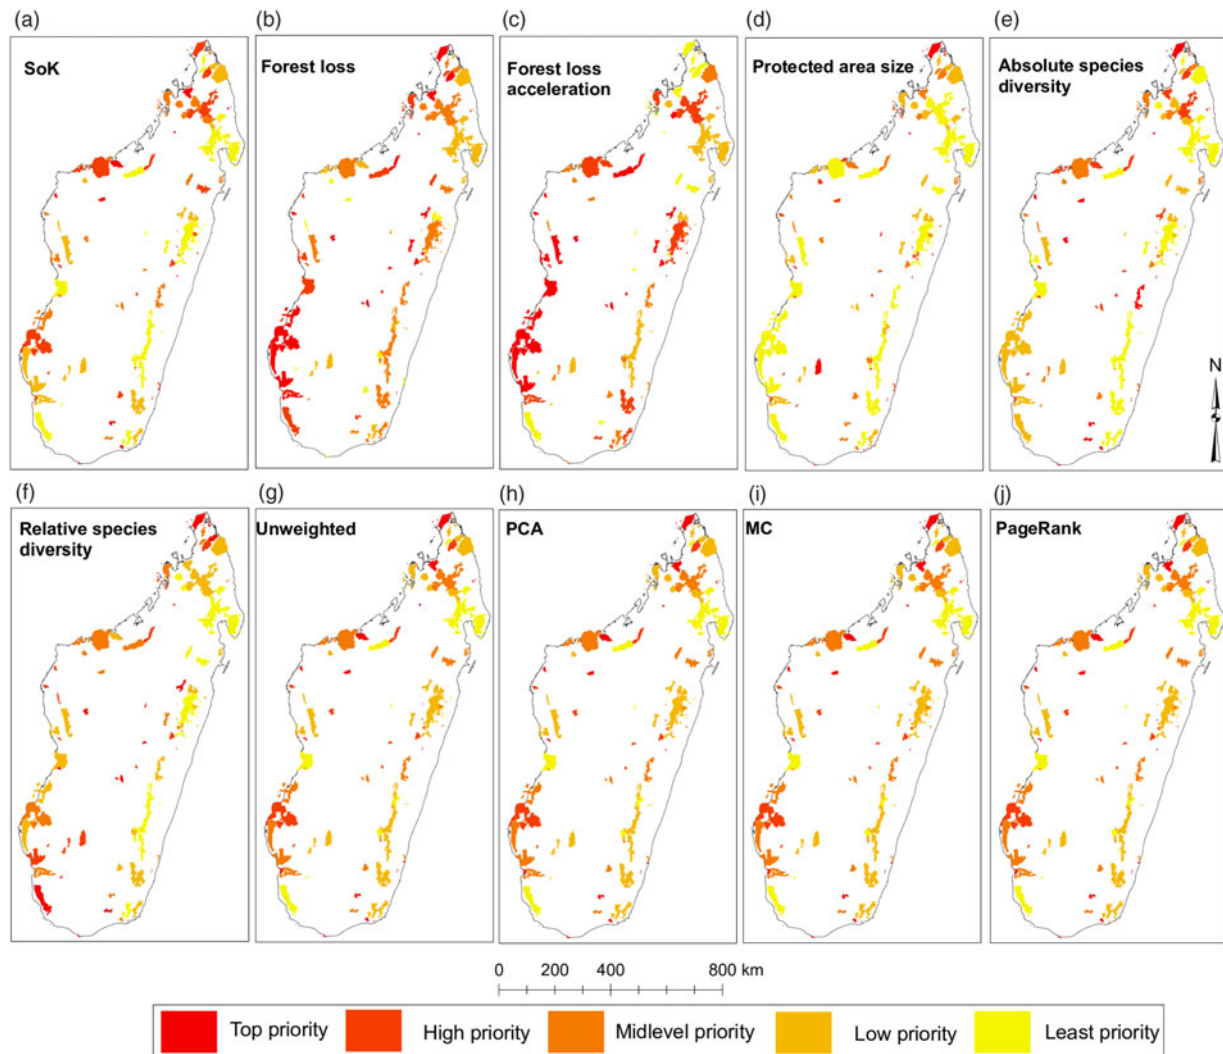 (a) (b) (c) (d) (e)
SoK
Forest loss
Forest loss
acceleration
Protected area size
Absolute species
diversity
N
(f) (g) (h) (i) (j)
Relative species
diversity
Unweighted
PCA
MC
PageRank
0 200 400 800 km
Top priority High priority Midlevel priority Low priority Least priority